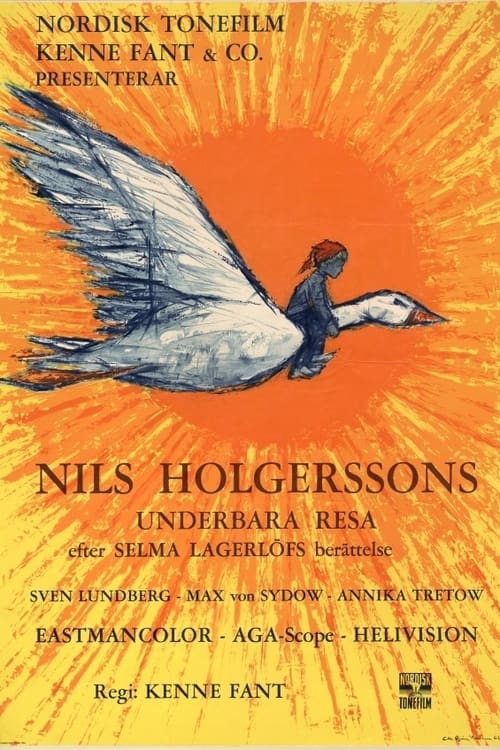 NORDISK TONEFILM
KENNE FANT & CO.
PRESENTERAR
NILS HOLGERSSONS
UNDERBARA RESA
efter SELMA LAGERLÖFS berättelse
SVEN LUNDBERG - MAX von SYDOW - ANNIKA TRETOW
EASTMANCOLOR - AGA-Scope - HELIVISION
Regi: KENNE FANT
NORDISK
TONEFILM